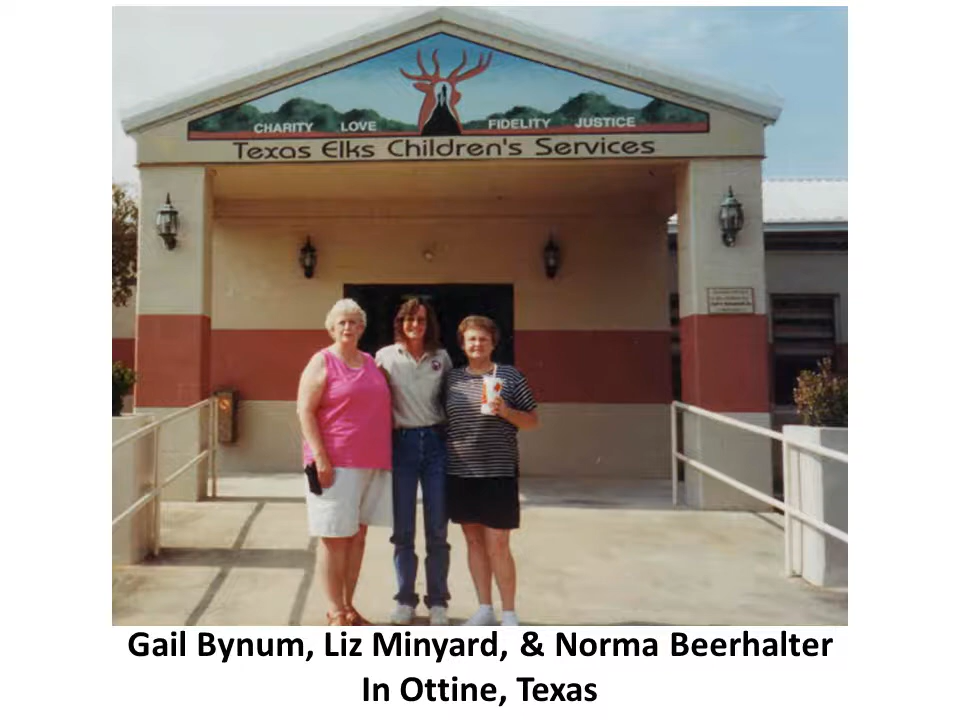 CHARITY LOVE FIDELITY JUSTICE
Texas Elks Children's Services
Gail Bynum, Liz Minyard, & Norma Beerhalter
In Ottine, Texas